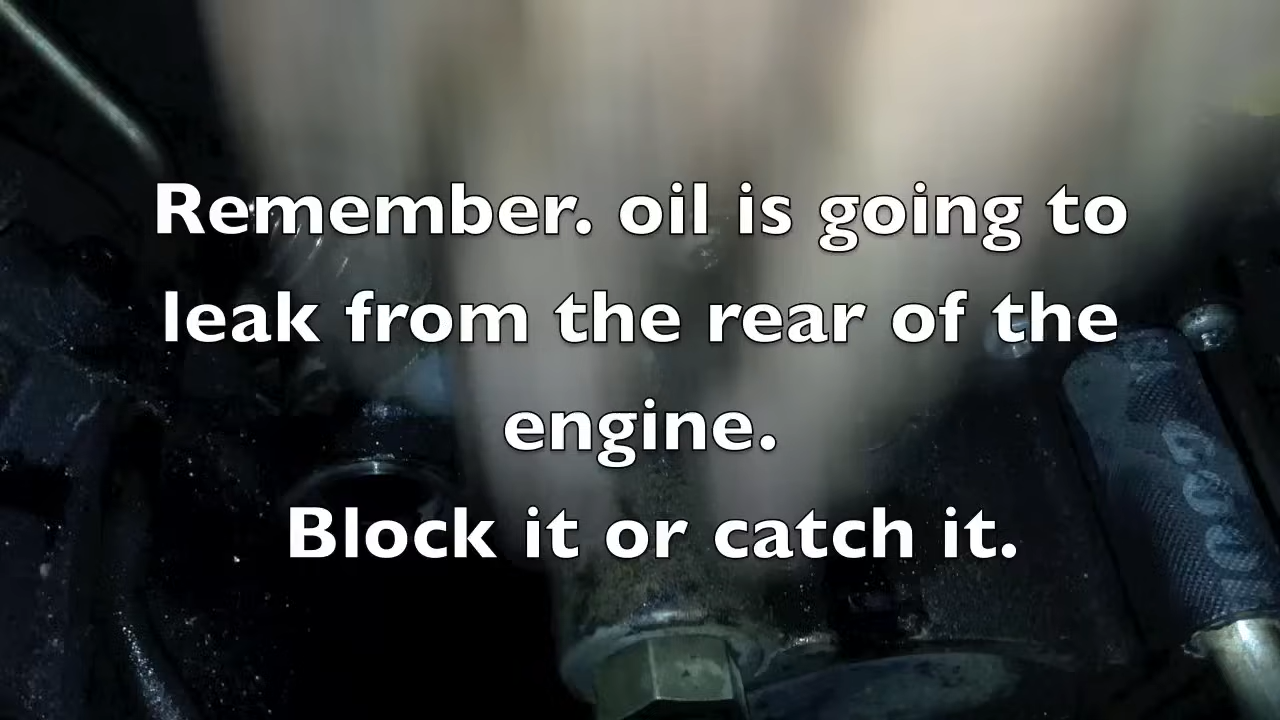 Remember. oil is going to
leak from the rear of the
engine.
Block it or catch it.